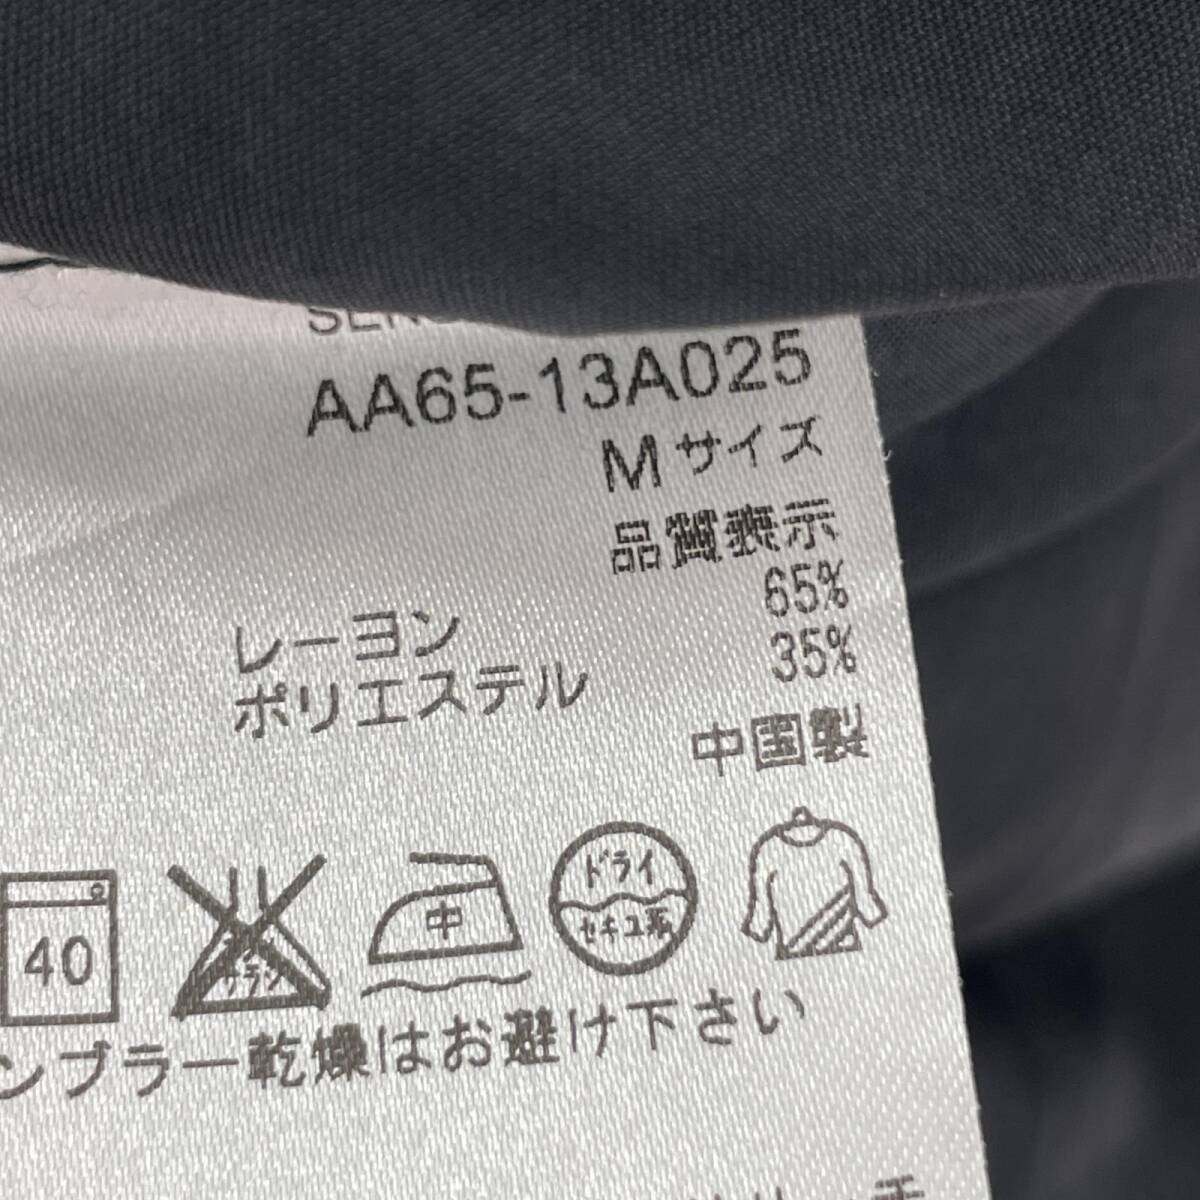 AA65-13A025
M サイズ
品質表示
レーヨン 65%
ポリエステル 35%
中国製
40
中
ドライ
セキユ系
ンブラー乾燥はお避け下さい